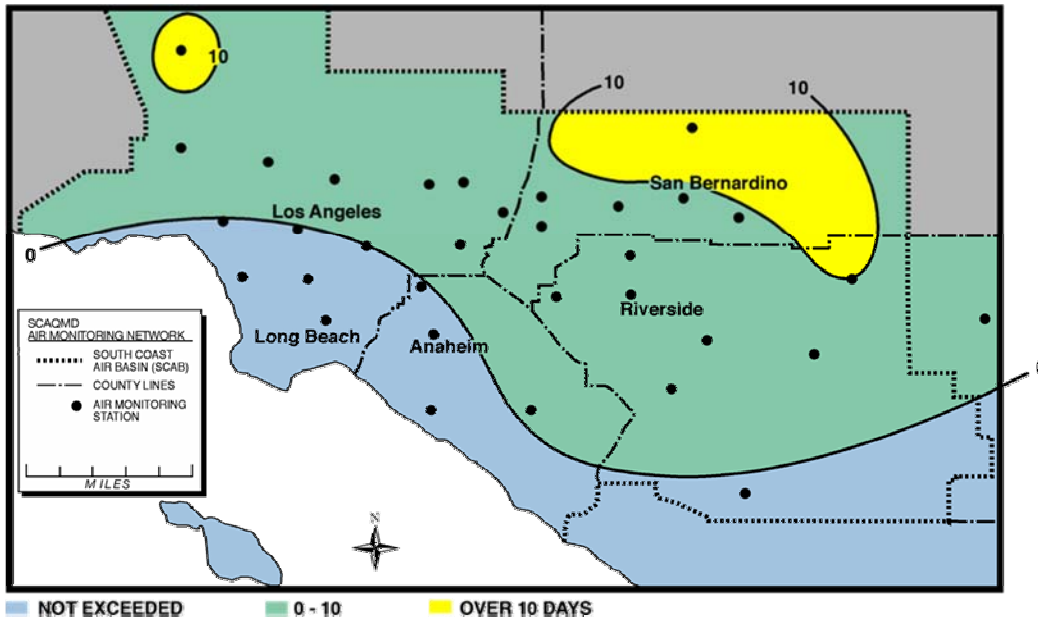 10
10
10
San Bernardino
Los Angeles
0
Riverside
SCAQMD
AIR MONITORING NETWORK
SOUTH COAST
AIR BASIN (SCAB)
COUNTY LINES
AIR MONITORING
STATION
MILES
Long Beach
Anaheim
N
NOT EXCEEDED
0 - 10
OVER 10 DAYS